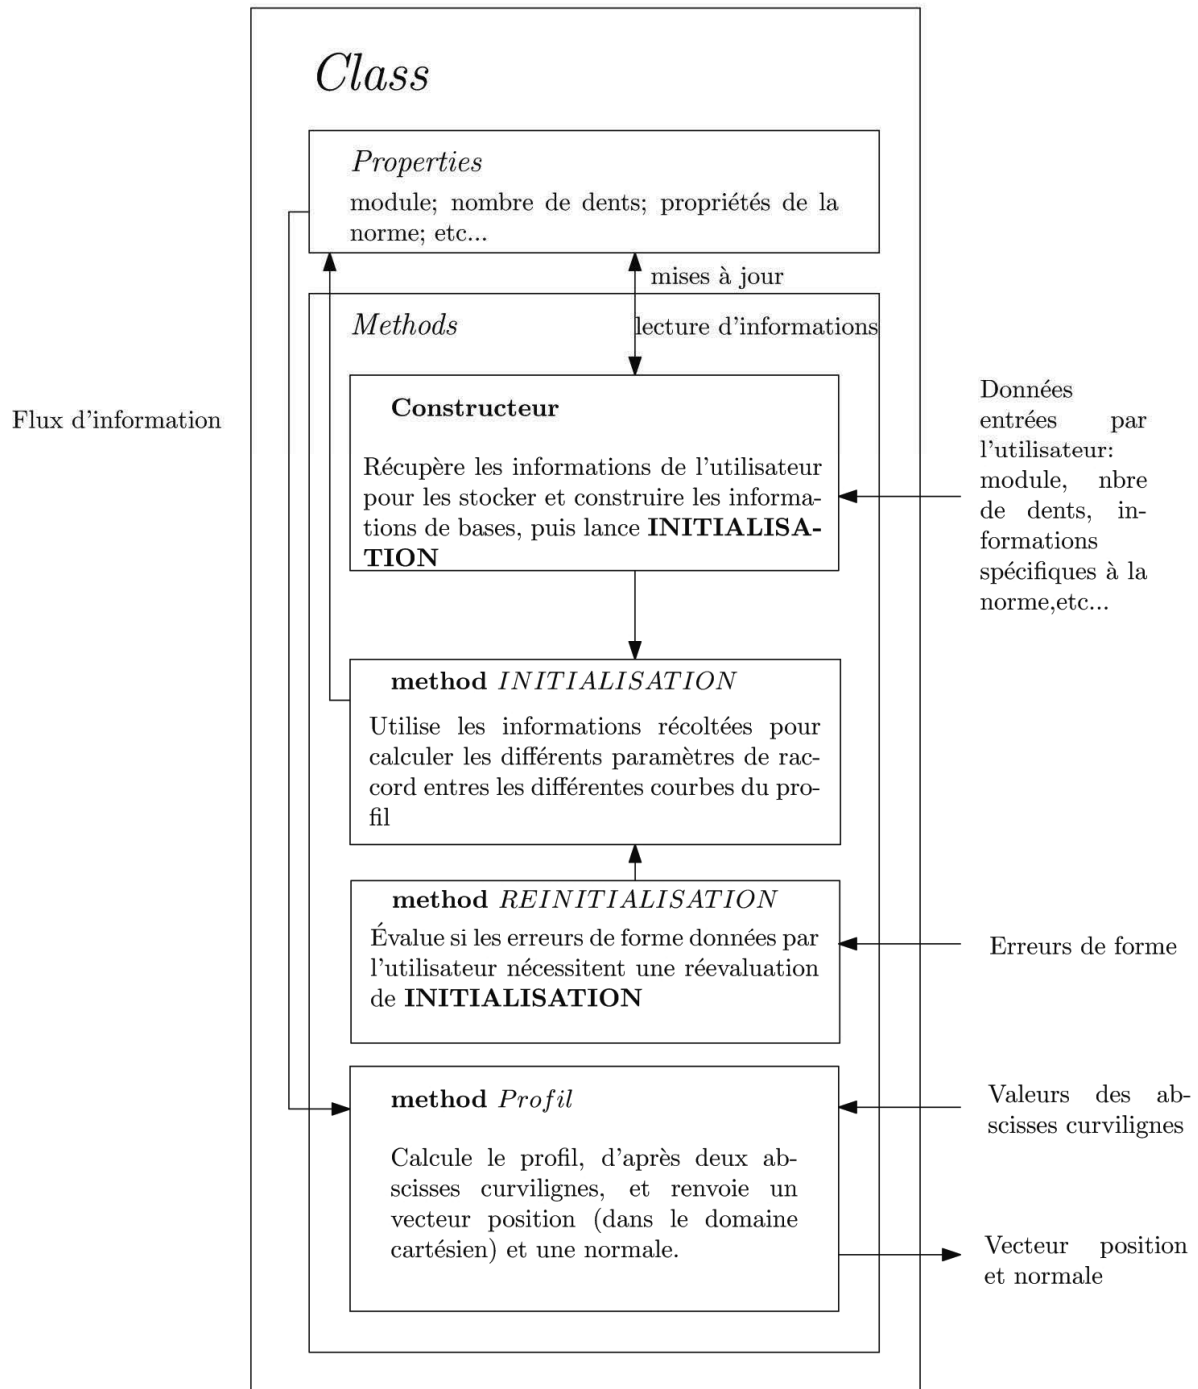 Class
Properties
module; nombre de dents; propriétés de la
norme; etc...
mises à jour
Methods
lecture d'informations
Constructeur
Récupère les informations de l'utilisateur
pour les stocker et construire les informa-
tions de bases, puis lance INITIALISA-
TION
Flux d'information
Données
entrées par
l'utilisateur:
module, nbre
de dents, in-
formations
spécifiques à la
norme,etc...
method INITIALISATION
Utilise les informations récoltées pour
calculer les différents paramètres de rac-
cord entres les différentes courbes du pro-
fil
method REINITIALISATION
Évalue si les erreurs de forme données par
l'utilisateur nécessitent une réevaluation
de INITIALISATION
Erreurs de forme
method Profil
Calcule le profil, d'après deux ab-
scisses curvilignes, et renvoie un
vecteur position (dans le domaine
cartésien) et une normale.
Valeurs des ab-
scisses curvilignes
Vecteur position
et normale